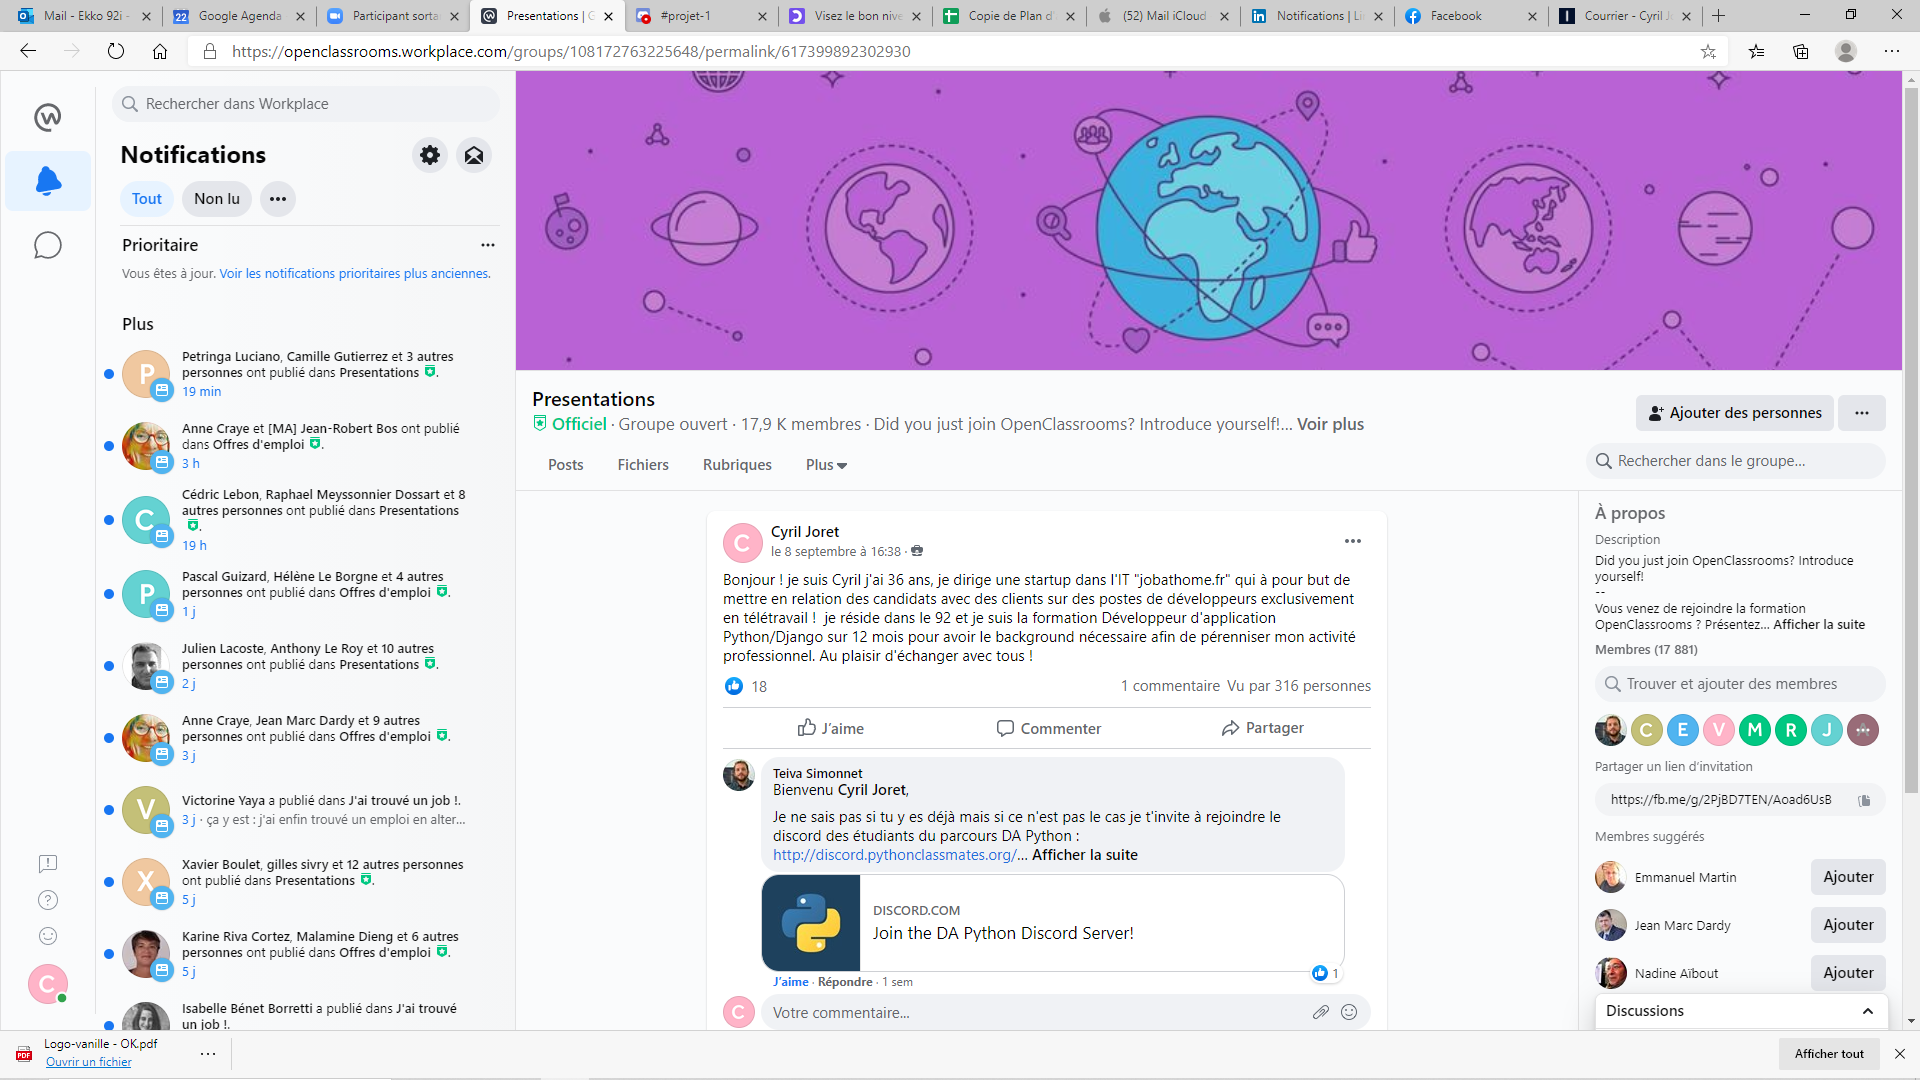 Mail - Ekko 92i -
Google Agenda
Participant sorta
Presentations | G
#projet-1
Visez le bon nive
Copie de Plan d'
(52) Mail iCloud
Notifications | Li
Facebook
Courrier - Cyril J
https://openclassrooms.workplace.com/groups/108172763225648/permalink/617399892302930
Rechercher dans Workplace
Notifications
Tout
Non lu
Prioritaire
Vous êtes à jour. Voir les notifications prioritaires plus anciennes.
Plus
P
Petringa Luciano, Camille Gutierrez et 3 autres
personnes ont publié dans Presentations .
19 min
Anne Craye et [MA] Jean-Robert Bos ont publié
dans Offres d'emploi .
3 h
C
Cédric Lebon, Raphael Meyssonnier Dossart et 8
autres personnes ont publié dans Presentations
.
19 h
P
Pascal Guizard, Hélène Le Borgne et 4 autres
personnes ont publié dans Offres d'emploi .
1 j
Julien Lacoste, Anthony Le Roy et 10 autres
personnes ont publié dans Presentations .
2 j
Anne Craye, Jean Marc Dardy et 9 autres
personnes ont publié dans Offres d'emploi .
3 j
V
Victorine Yaya a publié dans J'ai trouvé un job !.
3 j · ça y est : j'ai enfin trouvé un emploi en alter...
X
Xavier Boulet, gilles sivry et 12 autres personnes
ont publié dans Presentations .
5 j
Karine Riva Cortez, Malamine Dieng et 6 autres
personnes ont publié dans Offres d'emploi .
5 j
Isabelle Bénet Borretti a publié dans J'ai trouvé
un job !.
C
Presentations
Officiel · Groupe ouvert · 17,9 K membres · Did you just join OpenClassrooms? Introduce yourself!... Voir plus
Ajouter des personnes
Posts
Fichiers
Rubriques
Plus
Rechercher dans le groupe...
C
Cyril Joret
le 8 septembre à 16:38 ·
Bonjour ! je suis Cyril j'ai 36 ans, je dirige une startup dans l'IT "jobathome.fr" qui à pour but de
mettre en relation des candidats avec des clients sur des postes de développeurs exclusivement
en télétravail ! je réside dans le 92 et je suis la formation Développeur d'application
Python/Django sur 12 mois pour avoir le background nécessaire afin de pérenniser mon activité
professionnel. Au plaisir d'échanger avec tous !
18
1 commentaire Vu par 316 personnes
J'aime
Commenter
Partager
Teiva Simonnet
Bienvenu Cyril Joret,
Je ne sais pas si tu y es déjà mais si ce n'est pas le cas je t'invite à rejoindre le
discord des étudiants du parcours DA Python :
http://discord.pythonclassmates.org/... Afficher la suite
DISCORD.COM
Join the DA Python Discord Server!
1
J'aime · Répondre · 1 sem
C
Votre commentaire...
À propos
Description
Did you just join OpenClassrooms? Introduce
yourself!
--
Vous venez de rejoindre la formation
OpenClassrooms ? Présentez... Afficher la suite
Membres (17 881)
Trouver et ajouter des membres
C E V M R J
Partager un lien d'invitation
https://fb.me/g/2PjBD7TEN/Aoad6UsB
Membres suggérés
Emmanuel Martin
Ajouter
Jean Marc Dardy
Ajouter
Nadine Aïbout
Ajouter
Discussions
PDF
Logo-vanille - OK.pdf
Ouvrir un fichier
Afficher tout